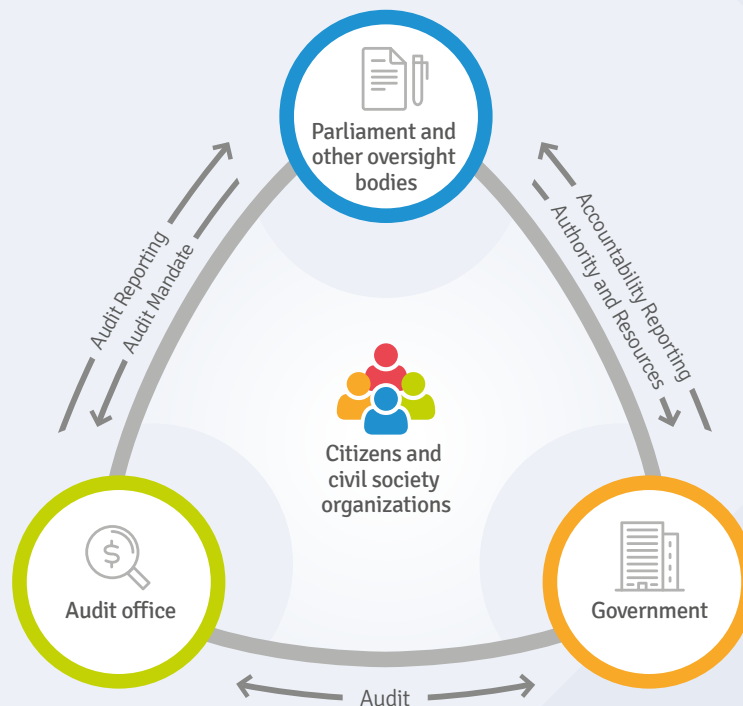 Parliament and
other oversight
bodies
Audit Reporting
Audit Mandate
Accountability Reporting
Authority and Resources
$
Citizens and
civil society
organizations
Audit office
Government
Audit